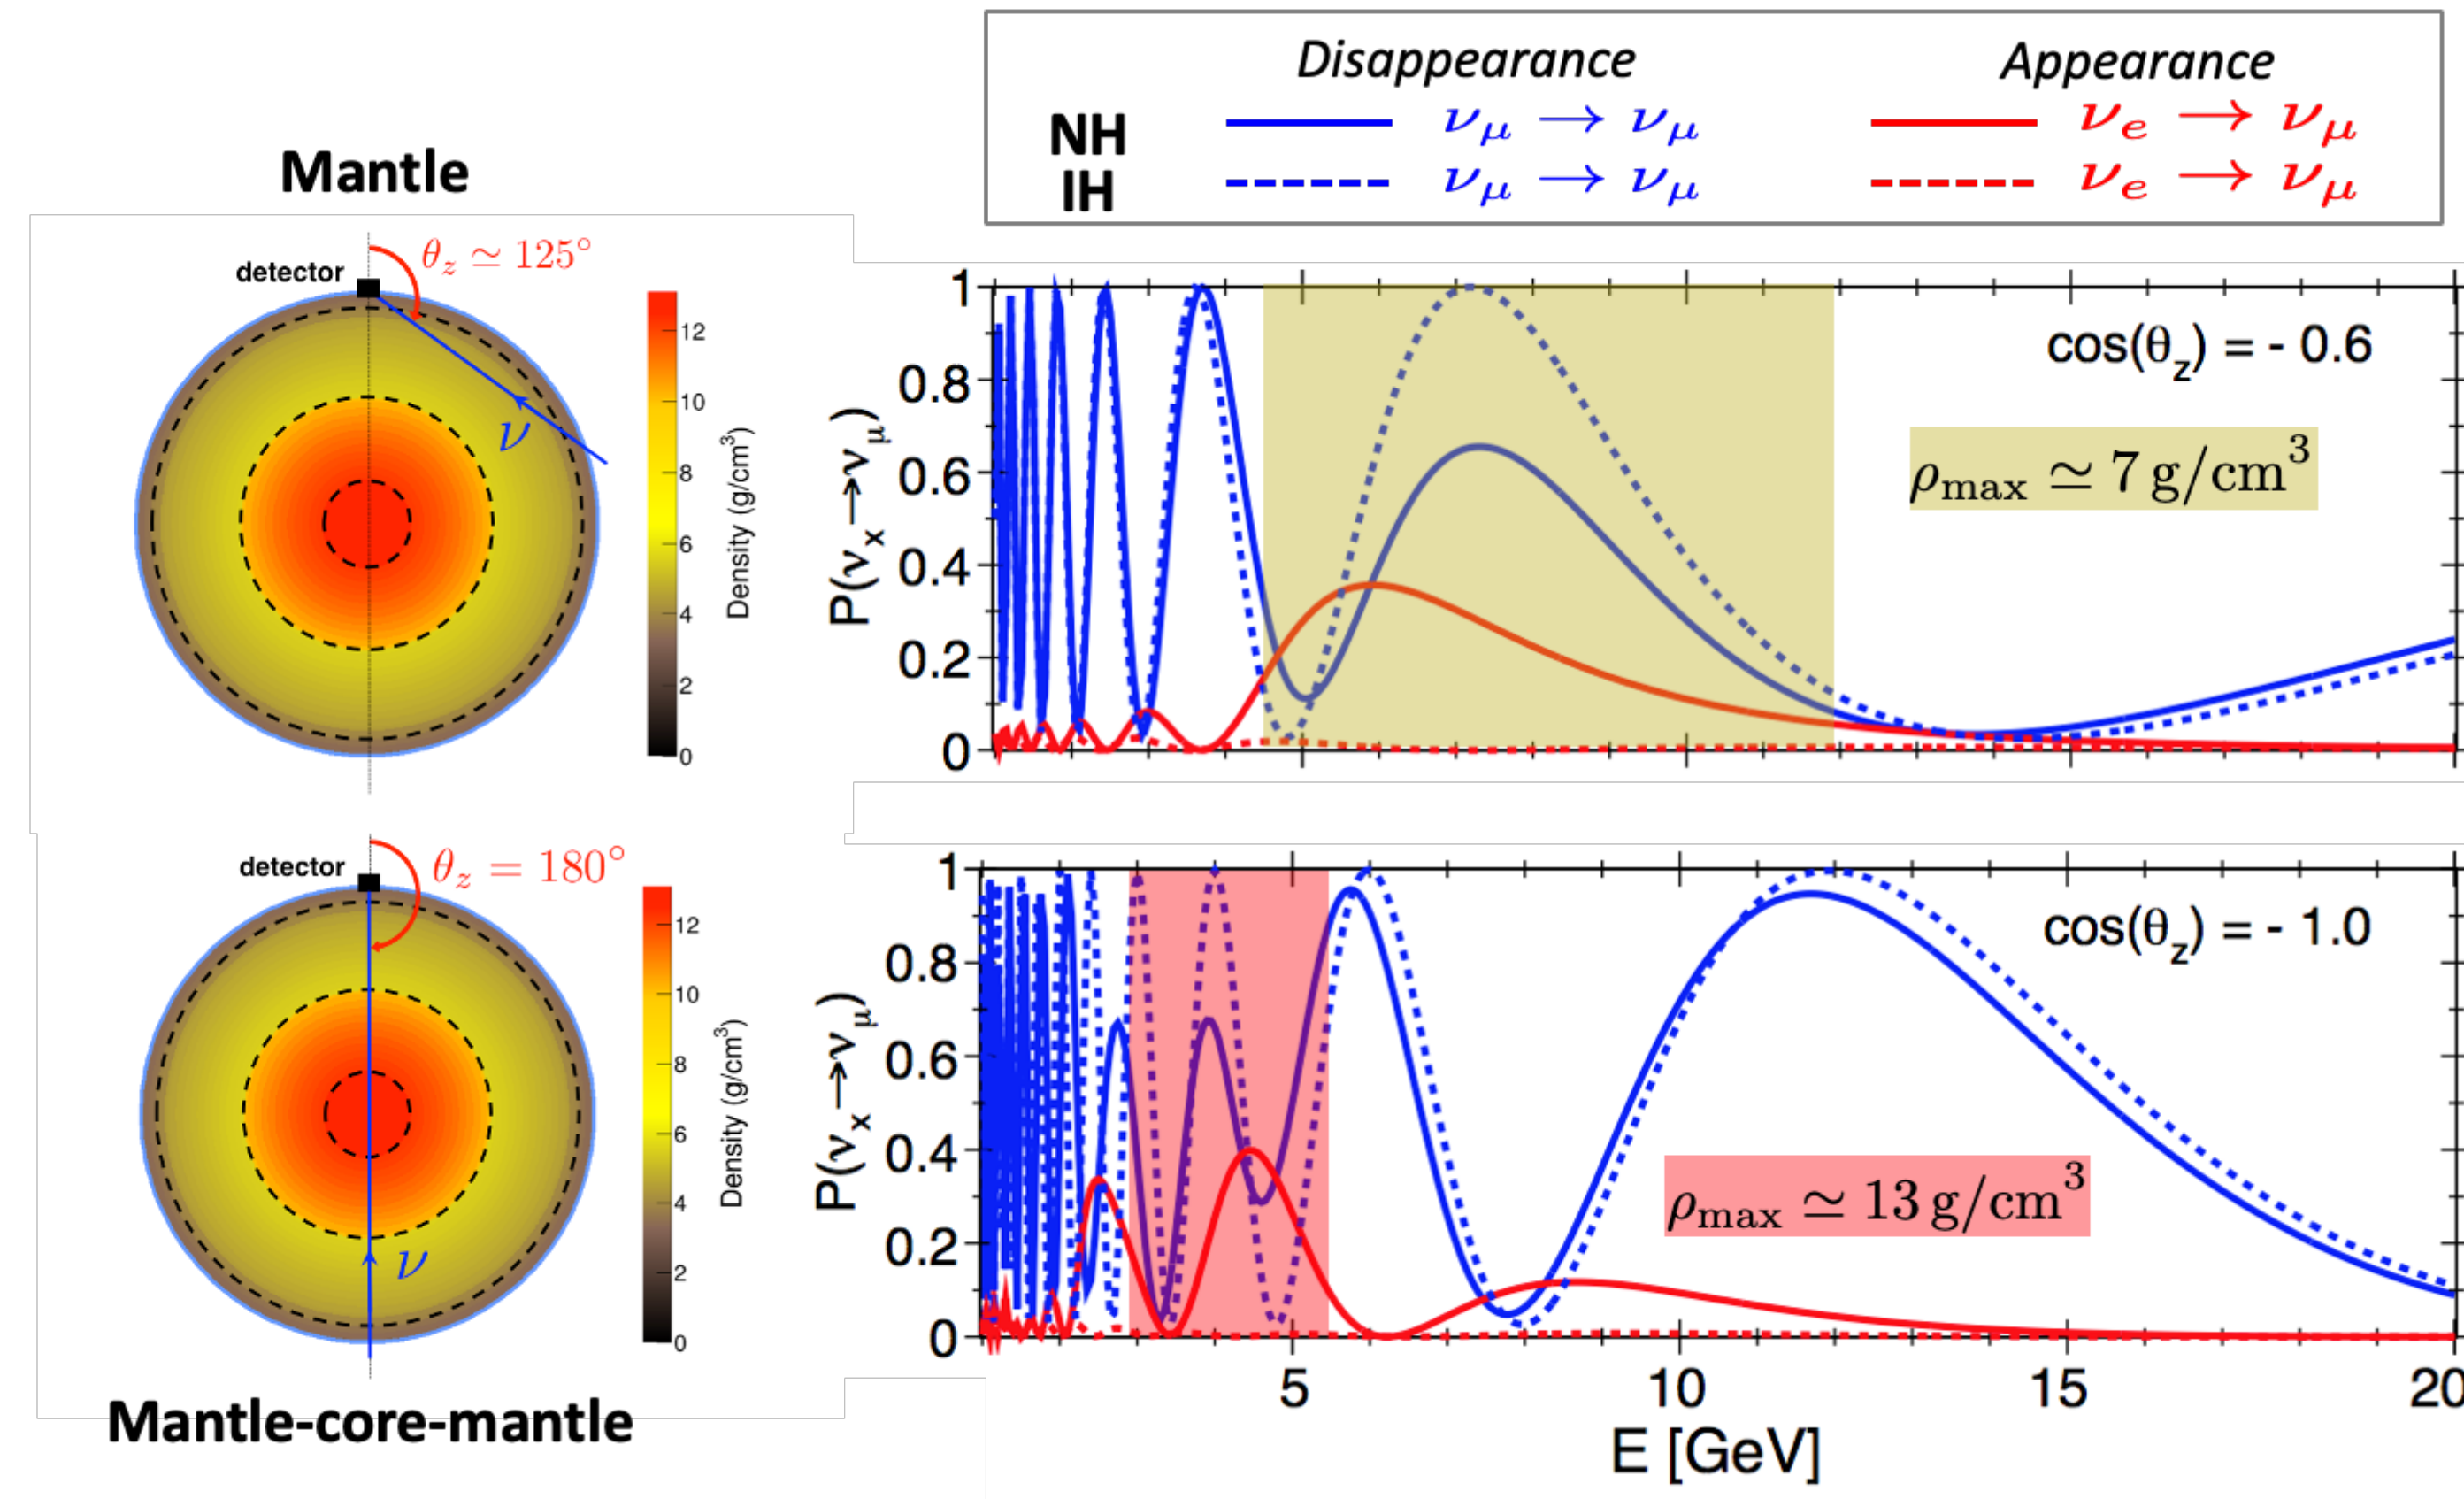 Disappearance Appearance
NH νμ → νμ νe → νμ
IH νμ → νμ νe → νμ
Mantle
detector
θz ≃ 125°
ν
12
10
8
6
4
2
0
Density (g/cm³)
1
0.8
0.6
0.4
0.2
0
P(νx→νμ)
cos(θz) = - 0.6
ρmax ≃ 7 g/cm³
detector
θz = 180°
ν
12
10
8
6
4
2
0
Density (g/cm³)
Mantle-core-mantle
1
0.8
0.6
0.4
0.2
0
P(νx→νμ)
cos(θz) = - 1.0
ρmax ≃ 13 g/cm³
5 10 15 20
E [GeV]